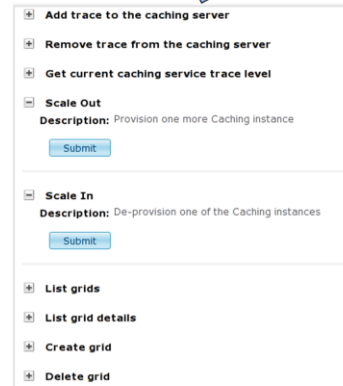 Add trace to the caching server
Remove trace from the caching server
Get current caching service trace level
Scale Out
Description: Provision one more Caching instance
Submit
Scale In
Description: De-provision one of the Caching instances
Submit
List grids
List grid details
Create grid
Delete grid